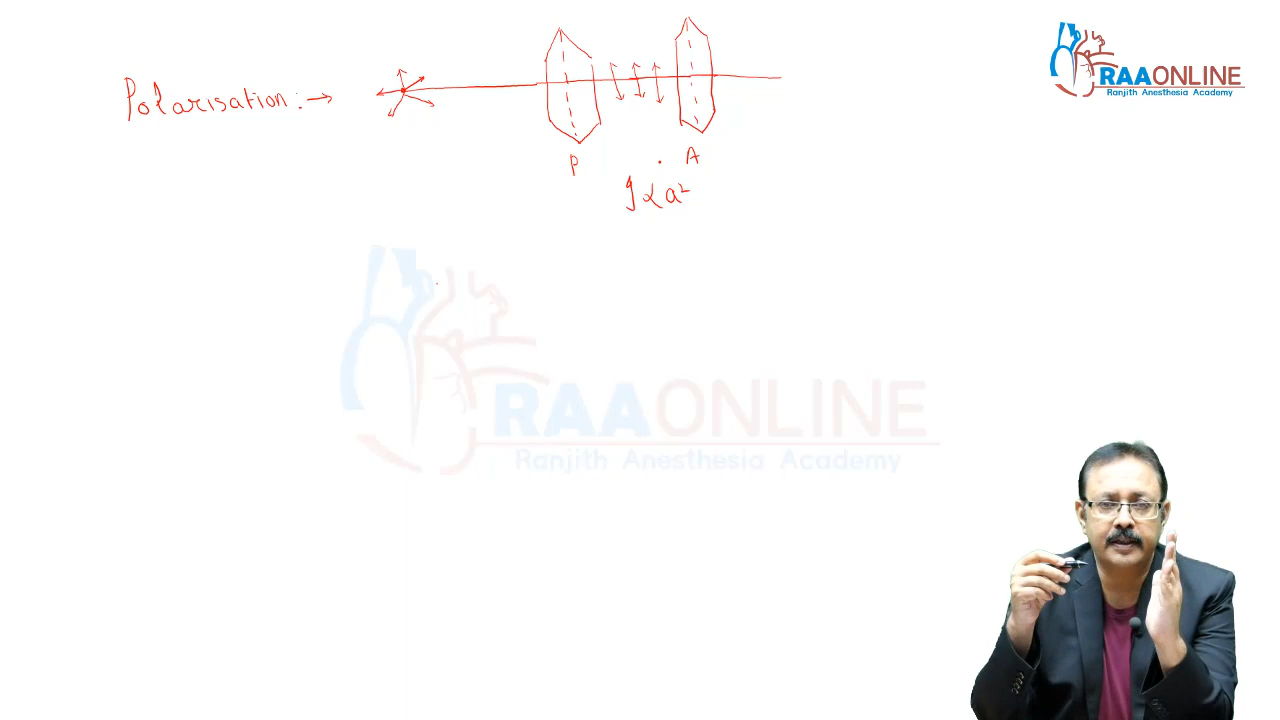 Polarisation :→
P
A
I ∝ a²
RAAONLINE
Ranjith Anesthesia Academy
RAAONLINE
Ranjith Anesthesia Academy